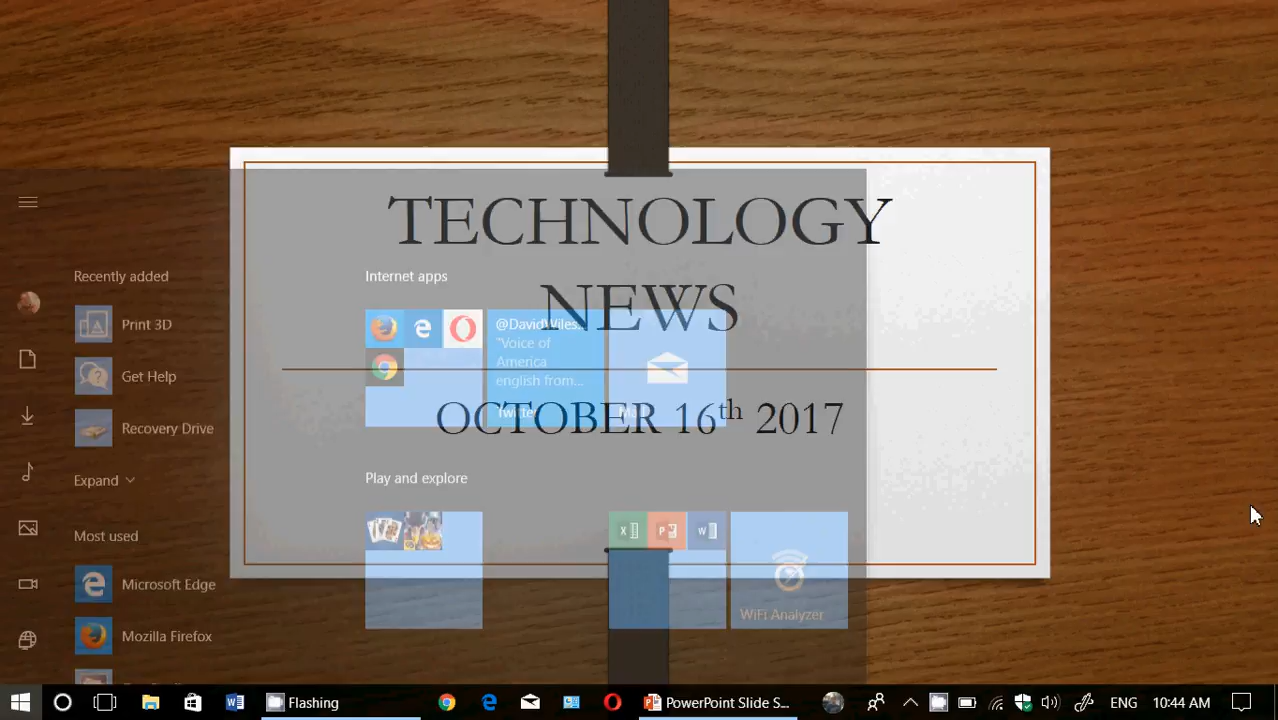 TECHNOLOGY
NEWS
OCTOBER 16th 2017
Recently added
Print 3D
Get Help
Recovery Drive
Expand
Most used
Microsoft Edge
Mozilla Firefox
Internet apps
@DavidWiles...
"Voice of
America
english from...
Twitter
Play and explore
WiFi Analyzer
Flashing
PowerPoint Slide S...
ENG
10:44 AM